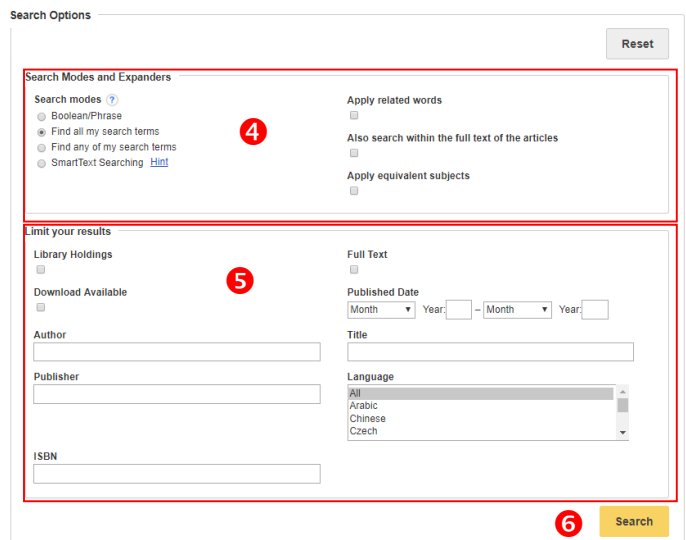 Search Options
Reset
Search Modes and Expanders
Search modes ?
Boolean/Phrase
Find all my search terms
Find any of my search terms
SmartText Searching Hint
4
Apply related words
Also search within the full text of the articles
Apply equivalent subjects
Limit your results
Library Holdings
Full Text
5
Download Available
Published Date
Month Year: – Month Year:
Author
Title
Publisher
Language
All
Arabic
Chinese
Czech
ISBN
6
Search